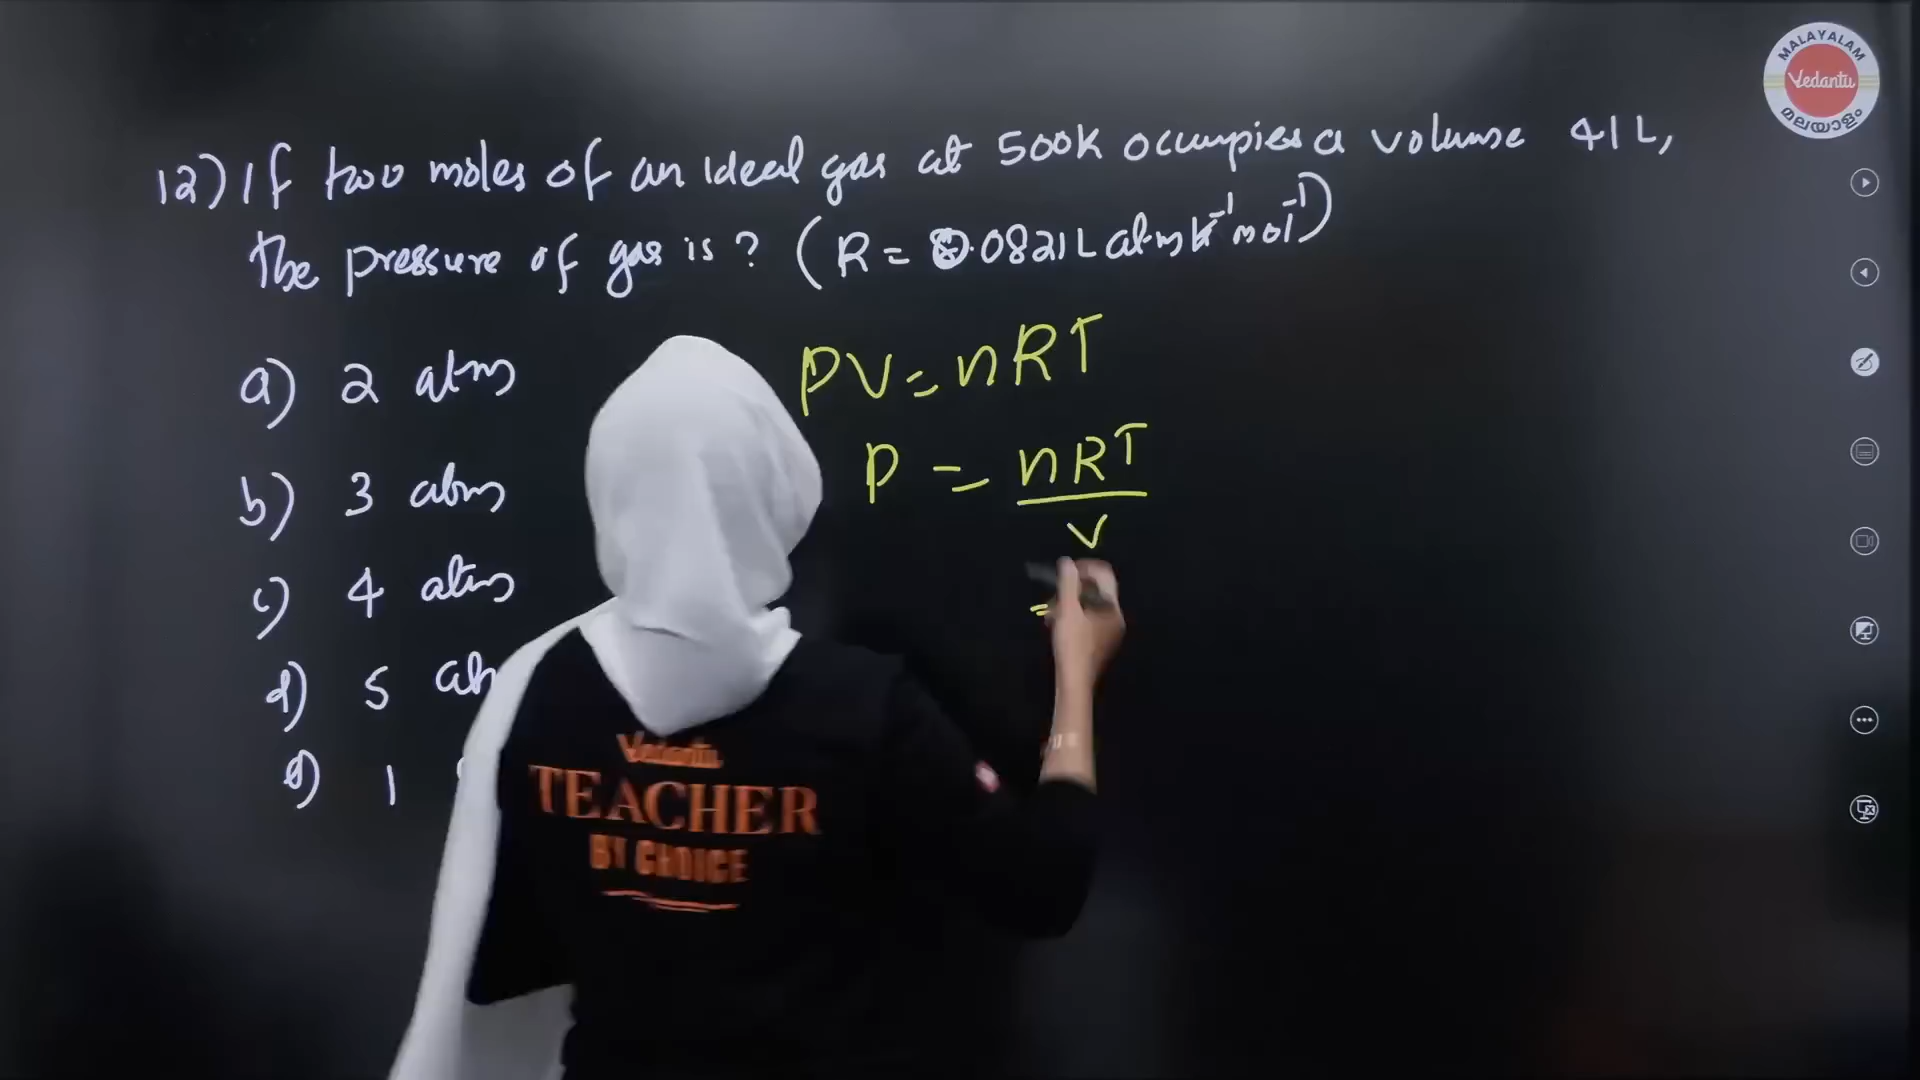 MALAYALAM
Vedantu
മലയാളം
12) If two moles of an ideal gas at 500K occupies a volume 41 L,
the pressure of gas is? (R = 0.0821 L atm K⁻¹ mol⁻¹)
a) 2 atm
b) 3 atm
c) 4 atm
d) 5 atm
e) 1
PV = nRT
P = nRT
V
=
Vedantu
TEACHER
BY CHOICE